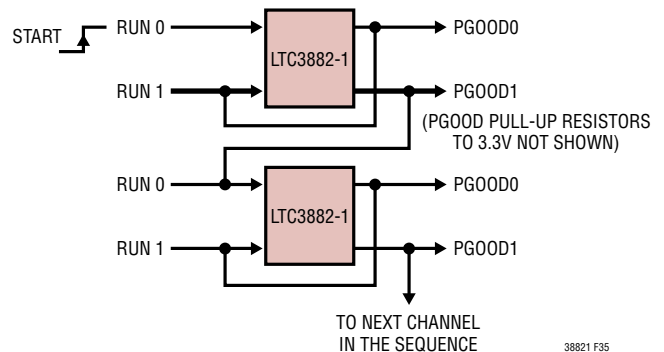 START
RUN 0
PGOOD0
LTC3882-1
RUN 1
PGOOD1
(PGOOD PULL-UP RESISTORS
TO 3.3V NOT SHOWN)
RUN 0
PGOOD0
LTC3882-1
RUN 1
PGOOD1
TO NEXT CHANNEL
IN THE SEQUENCE
38821 F35